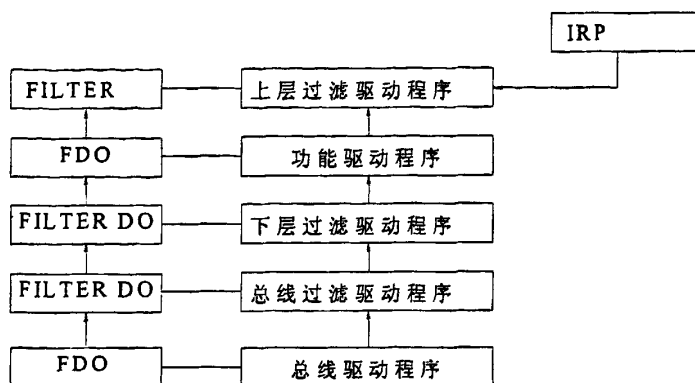 IRP
FILTER 上层过滤驱动程序
FDO 功能驱动程序
FILTER DO 下层过滤驱动程序
FILTER DO 总线过滤驱动程序
FDO 总线驱动程序